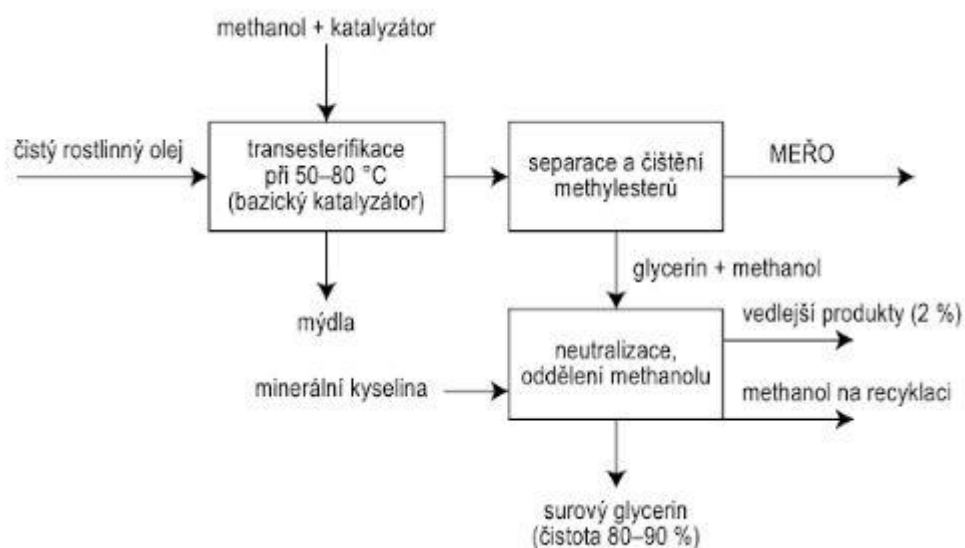 methanol + katalyzátor
čistý rostlinný olej
transesterifikace
při 50–80 °C
(bazický katalyzátor)
separace a čištění
methylesterů
MEŘO
mýdla
glycerin + methanol
minerální kyselina
neutralizace,
oddělení methanolu
vedlejší produkty (2 %)
methanol na recyklaci
surový glycerin
(čistota 80–90 %)